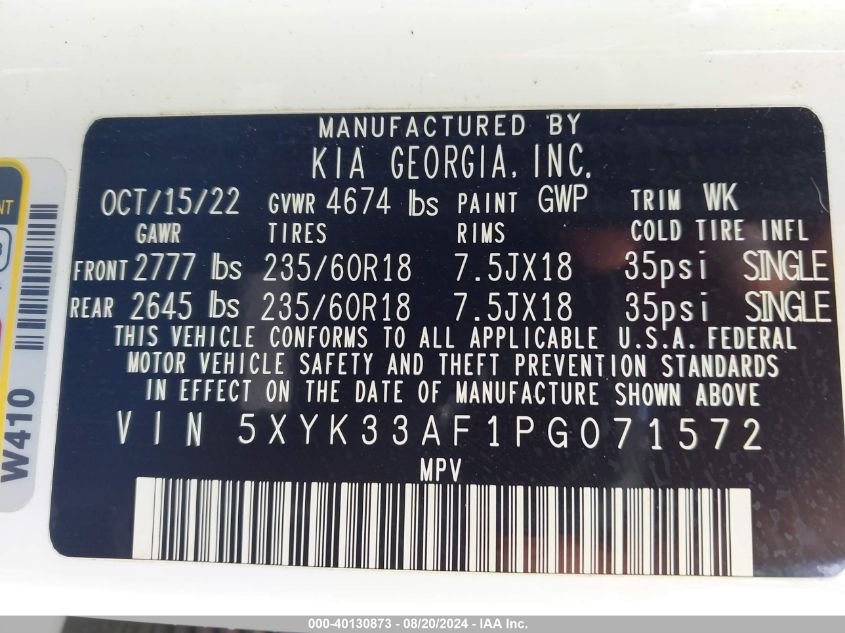 MANUFACTURED BY
KIA GEORGIA, INC.
OCT/15/22 GVWR 4674 lbs PAINT GWP TRIM WK
GAWR TIRES RIMS COLD TIRE INFL
FRONT 2777 lbs 235/60R18 7.5JX18 35psi SINGLE
REAR 2645 lbs 235/60R18 7.5JX18 35psi SINGLE
THIS VEHICLE CONFORMS TO ALL APPLICABLE U.S.A. FEDERAL
MOTOR VEHICLE SAFETY AND THEFT PREVENTION STANDARDS
IN EFFECT ON THE DATE OF MANUFACTURE SHOWN ABOVE
VIN 5XYK33AF1PG071572
MPV
W410
000-40130873 - 08/20/2024 - IAA Inc.